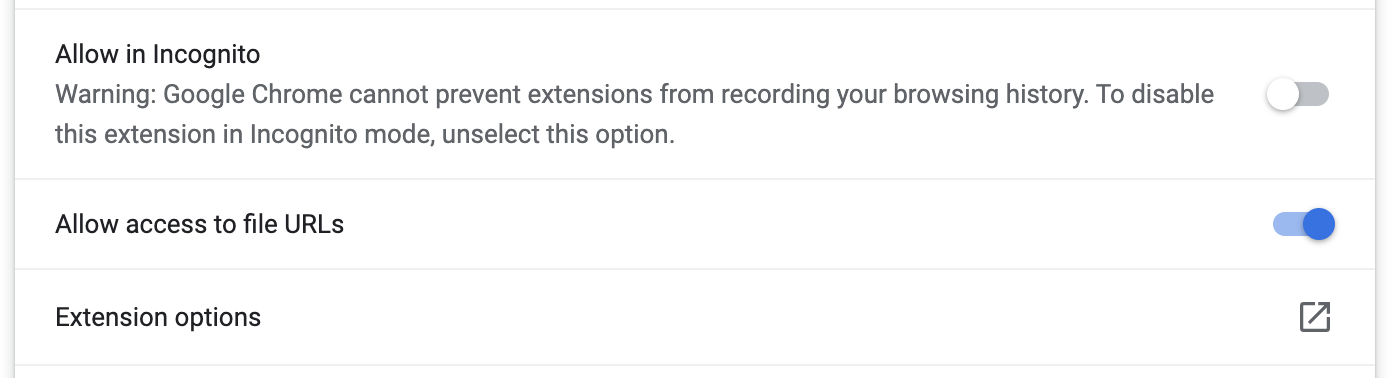 Allow in Incognito
Warning: Google Chrome cannot prevent extensions from recording your browsing history. To disable
this extension in Incognito mode, unselect this option.
Allow access to file URLs
Extension options